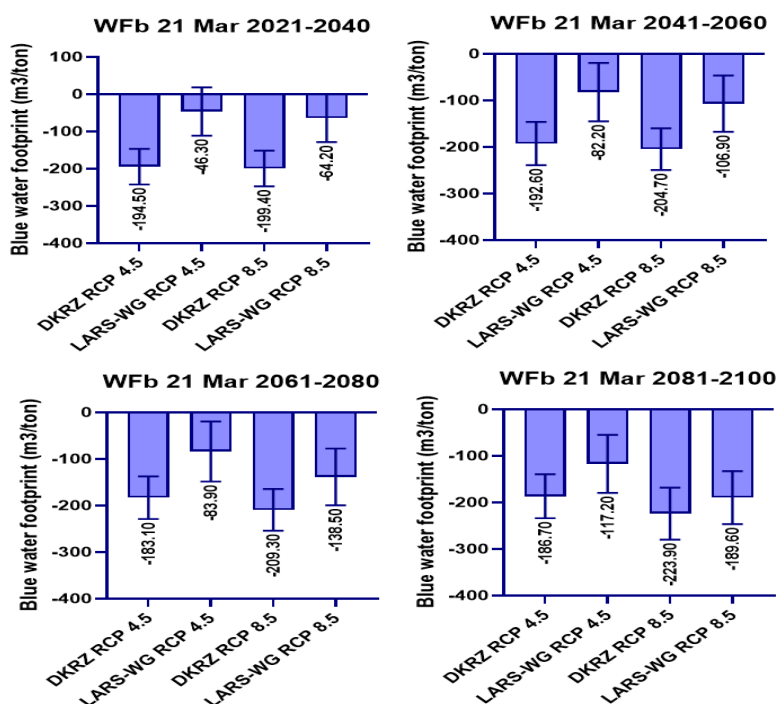 WFb 21 Mar 2021-2040
Blue water footprint (m3/ton)
100
0
-100
-200
-300
-400
-194.50
-46.30
-199.40
-64.20
DKRZ RCP 4.5
LARS-WG RCP 4.5
DKRZ RCP 8.5
LARS-WG RCP 8.5
WFb 21 Mar 2041-2060
Blue water footprint (m3/ton)
0
-100
-200
-300
-400
-192.60
-82.20
-204.70
-106.90
DKRZ RCP 4.5
LARS-WG RCP 4.5
DKRZ RCP 8.5
LARS-WG RCP 8.5
WFb 21 Mar 2061-2080
Blue water footprint (m3/ton)
0
-100
-200
-300
-400
-183.10
-83.90
-209.30
-138.50
DKRZ RCP 4.5
LARS-WG RCP 4.5
DKRZ RCP 8.5
LARS-WG RCP 8.5
WFb 21 Mar 2081-2100
Blue water footprint (m3/ton)
0
-100
-200
-300
-400
-186.70
-117.20
-223.90
-189.60
DKRZ RCP 4.5
LARS-WG RCP 4.5
DKRZ RCP 8.5
LARS-WG RCP 8.5